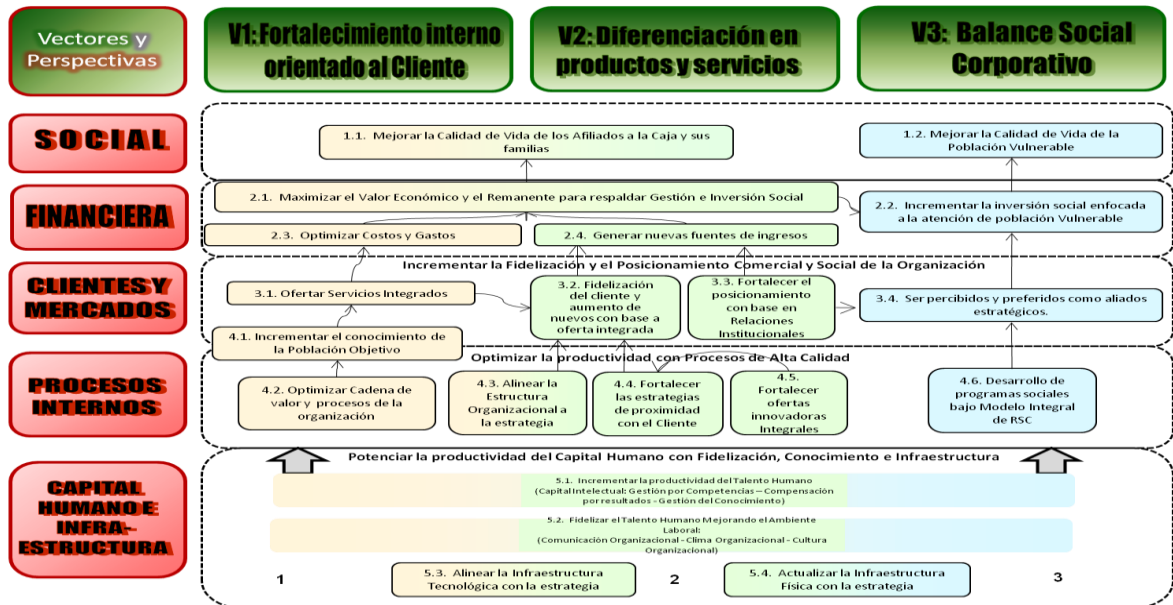 Vectores y
Perspectivas
V1: Fortalecimiento interno
orientado al Cliente
V2: Diferenciación en
productos y servicios
V3: Balance Social
Corporativo
SOCIAL
1.1. Mejorar la Calidad de Vida de los Afiliados a la Caja y sus
familias
1.2. Mejorar la Calidad de Vida de la
Población Vulnerable
FINANCIERA
2.1. Maximizar el Valor Económico y el Remanente para respaldar Gestión e Inversión Social
2.2. Incrementar la inversión social enfocada
a la atención de población Vulnerable
2.3. Optimizar Costos y Gastos
2.4. Generar nuevas fuentes de ingresos
CLIENTES Y
MERCADOS
Incrementar la Fidelización y el Posicionamiento Comercial y Social de la Organización
3.1. Ofertar Servicios Integrados
3.2. Fidelización
del cliente y
aumento de
nuevos con base a
oferta integrada
3.3. Fortalecer el
posicionamiento
con base en
Relaciones
Institucionales
3.4. Ser percibidos y preferidos como aliados
estratégicos.
4.1. Incrementar el conocimiento de
la Población Objetivo
PROCESOS
INTERNOS
Optimizar la productividad con Procesos de Alta Calidad
4.2. Optimizar Cadena de
valor y procesos de la
organización
4.3. Alinear la
Estructura
Organizacional a
la estrategia
4.4. Fortalecer
las estrategias
de proximidad
con el Cliente
4.5.
Fortalecer
ofertas
innovadoras
Integrales
4.6. Desarrollo de
programas sociales
bajo Modelo Integral
de RSC
CAPITAL
HUMANO E
INFRA-
ESTRUCTURA
Potenciar la productividad del Capital Humano con Fidelización, Conocimiento e Infraestructura
5.1. Incrementar la productividad del Talento Humano
(Capital Intelectual: Gestión por Competencias – Compensación
por resultados - Gestión del Conocimiento)
5.2. Fidelizar el Talento Humano Mejorando el Ambiente
Laboral:
(Comunicación Organizacional - Clima Organizacional - Cultura
Organizacional)
1
5.3. Alinear la Infraestructura
Tecnológica con la estrategia
2
5.4. Actualizar la Infraestructura
Física con la estrategia
3